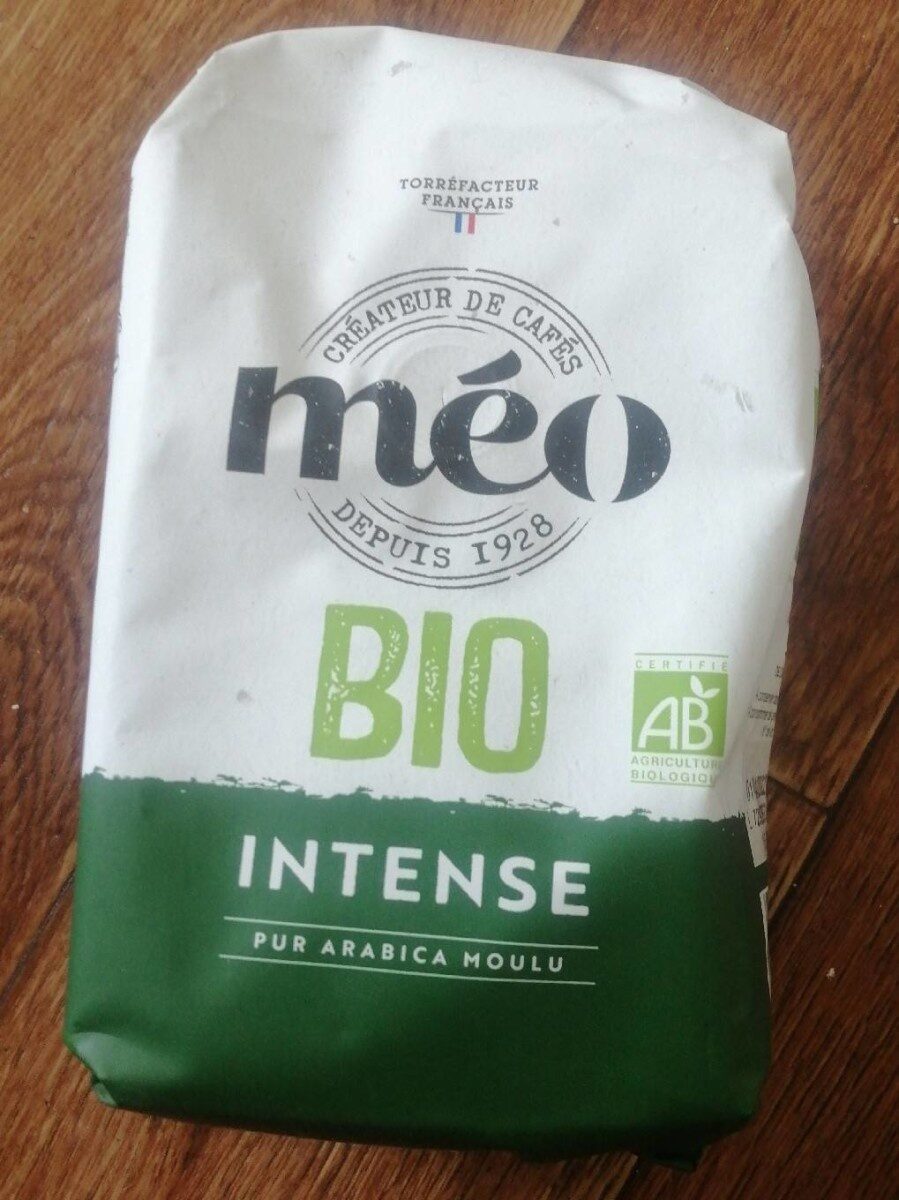 TORRÉFACTEUR
FRANÇAIS
CRÉATEUR DE CAFÉS
méo
DEPUIS 1928
BIO
CERTIFIÉ
AB
AGRICULTURE
BIOLOGIQUE
INTENSE
PUR ARABICA MOULU